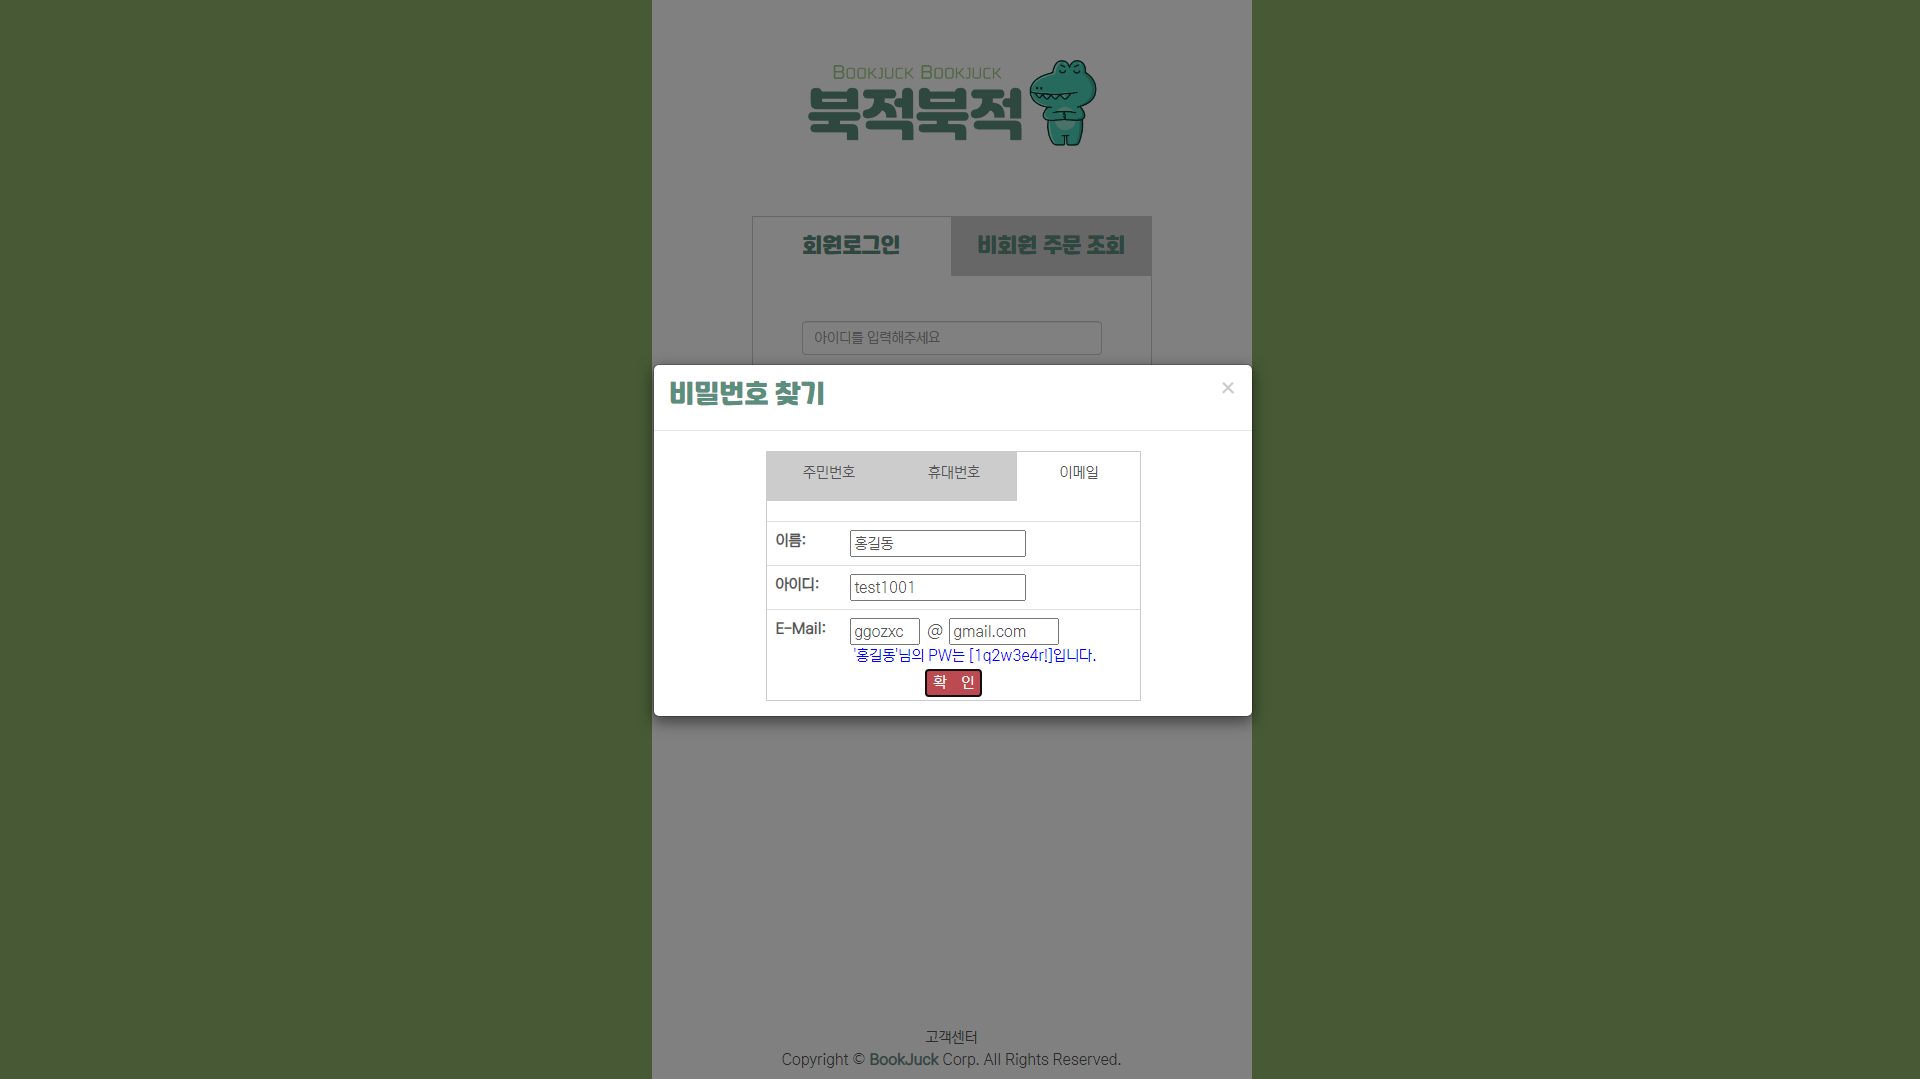 BOOKJUCK BOOKJUCK
북적북적
회원로그인 비회원 주문 조회
아이디를 입력해주세요
비밀번호 찾기 ×
주민번호 휴대번호 이메일
이름: 홍길동
아이디: test1001
E-Mail: ggozxc @ gmail.com
'홍길동'님의 PW는 [1q2w3e4r!]입니다.
확 인
고객센터
Copyright © BookJuck Corp. All Rights Reserved.